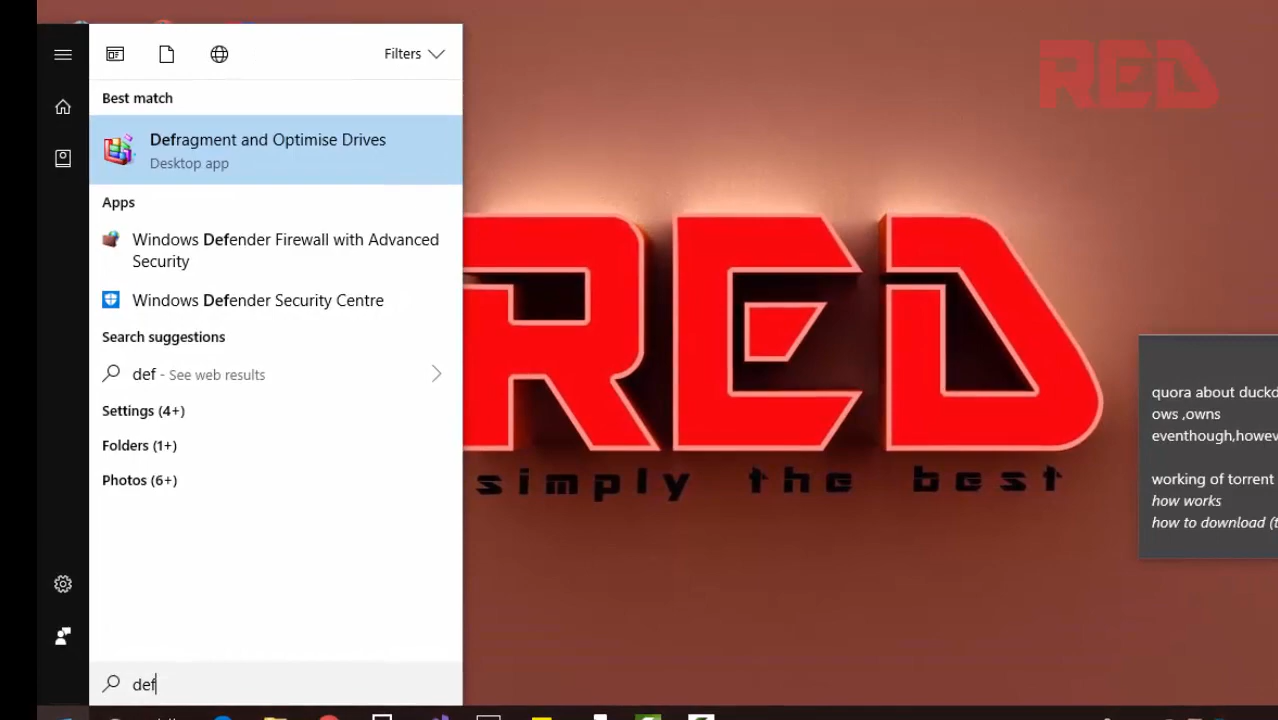 Filters
Best match
Defragment and Optimise Drives
Desktop app
Apps
Windows Defender Firewall with Advanced
Security
Windows Defender Security Centre
Search suggestions
def - See web results
Settings (4+)
Folders (1+)
Photos (6+)
def
RED
RED
simply the best
quora about
ows ,owns
eventhough,
working of torrent
how works
how to download